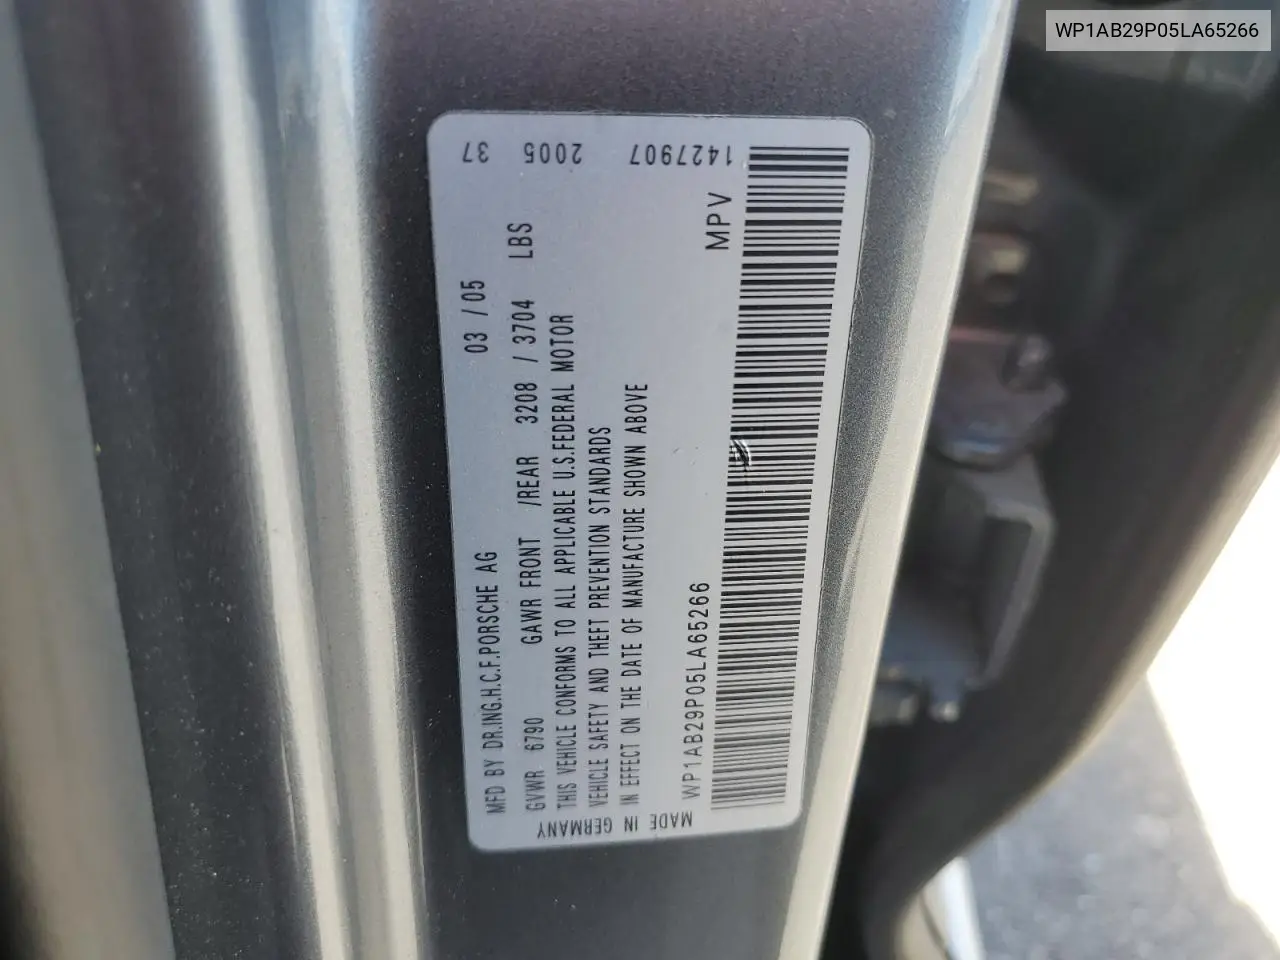 WP1AB29P05LA65266
MFD BY DR.ING.H.C.F.PORSCHE AG 03 / 05
GVWR 6790 GAWR FRONT /REAR 3208 / 3704 LBS
THIS VEHICLE CONFORMS TO ALL APPLICABLE U.S.FEDERAL MOTOR
VEHICLE SAFETY AND THEFT PREVENTION STANDARDS
IN EFFECT ON THE DATE OF MANUFACTURE SHOWN ABOVE
WP1AB29P05LA65266 MPV
MADE IN GERMANY
1427907 2005 37